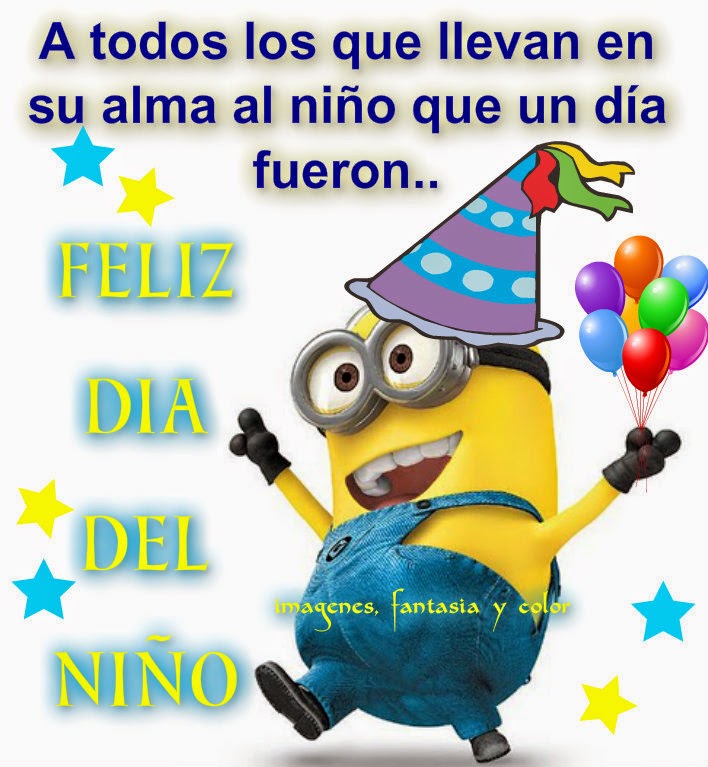 A todos los que llevan en
su alma al niño que un día
fueron..
FELIZ
DIA
DEL
NIÑO
imagenes, fantasia y color